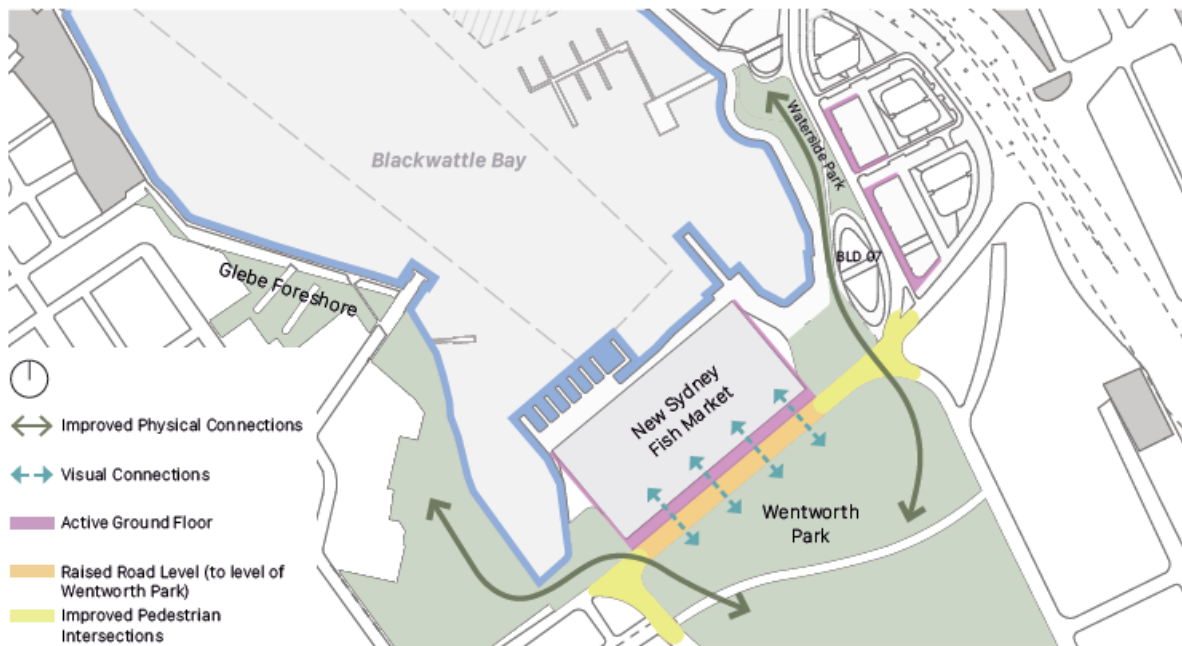 Blackwattle Bay
Waterside Park
BLD 07
Glebe Foreshore
New Sydney
Fish Market
Wentworth
Park
Improved Physical Connections
Visual Connections
Active Ground Floor
Raised Road Level (to level of
Wentworth Park)
Improved Pedestrian
Intersections